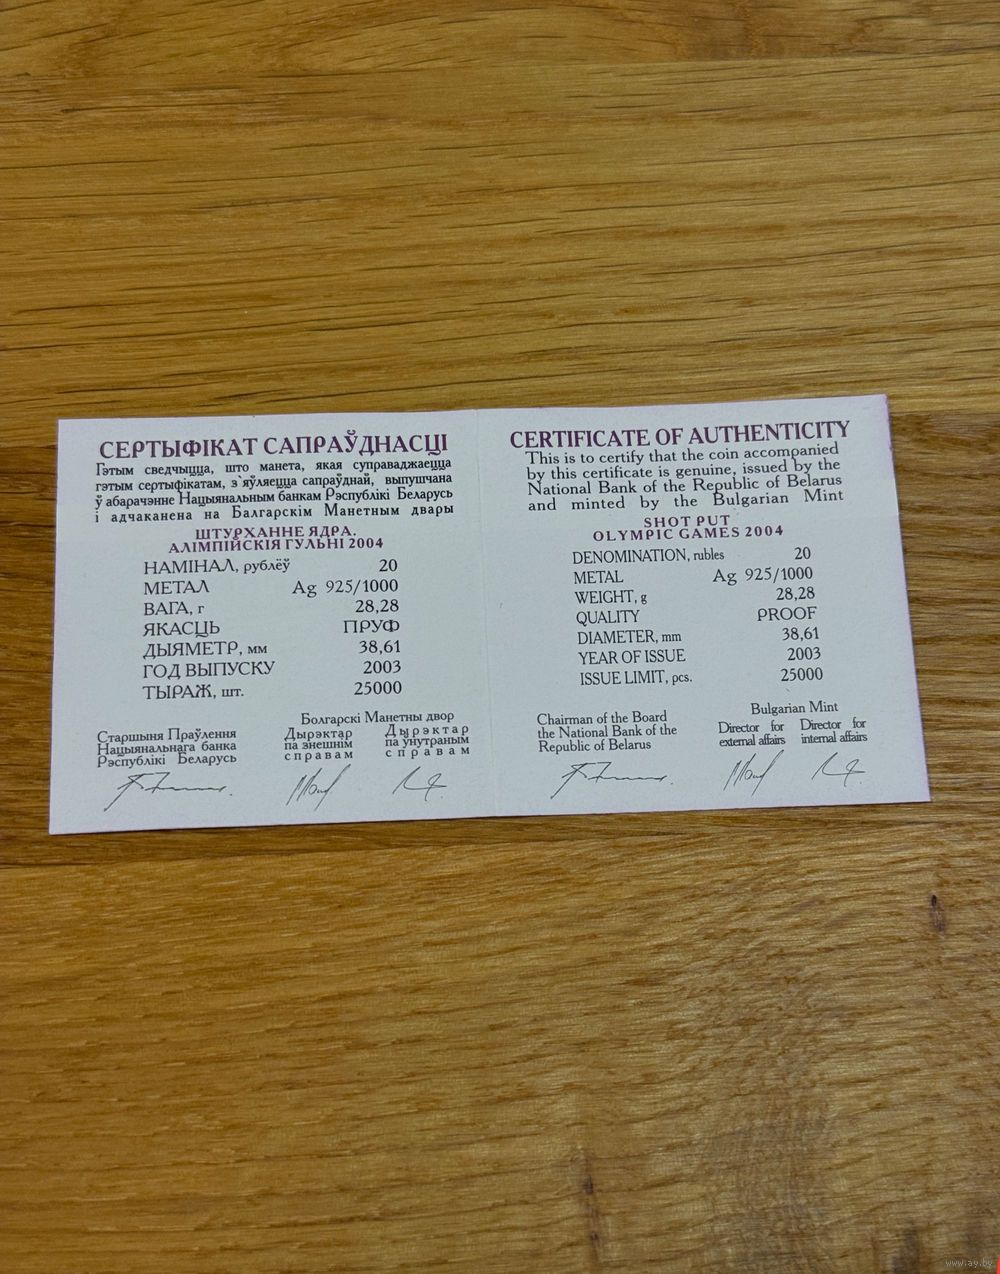 СЕРТЫФІКАТ САПРАЎДНАСЦІ
Гэтым сведчыцца, што манета, якая суправаджаецца
гэтым сертыфікатам, з`яўляецца сапраўднай, выпушчана
ў абарачэнне Нацыянальным банкам Рэспублікі Беларусь
і адчаканена на Балгарскім Манетным двары
ШТУРХАННЕ ЯДРА.
АЛІМПІЙСКІЯ ГУЛЬНІ 2004
НАМІНАЛ, рублёў 20
МЕТАЛ Ag 925/1000
ВАГА, г 28,28
ЯКАСЦЬ ПРУФ
ДЫЯМЕТР, мм 38,61
ГОД ВЫПУСКУ 2003
ТЫРАЖ, шт. 25000
Старшыня Праўлення
Нацыянальнага банка
Рэспублікі Беларусь
Болгарскі Манетны двор
Дырэктар
па знешнім
справам
Дырэктар
па унутраным
справам
CERTIFICATE OF AUTHENTICITY
This is to certify that the coin accompanied
by this certificate is genuine, issued by the
National Bank of the Republic of Belarus
and minted by the Bulgarian Mint
SHOT PUT
OLYMPIC GAMES 2004
DENOMINATION, rubles 20
METAL Ag 925/1000
WEIGHT, g 28,28
QUALITY PROOF
DIAMETER, mm 38,61
YEAR OF ISSUE 2003
ISSUE LIMIT, pcs. 25000
Chairman of the Board
the National Bank of the
Republic of Belarus
Bulgarian Mint
Director for
external affairs
Director for
internal affairs
www.ay.by